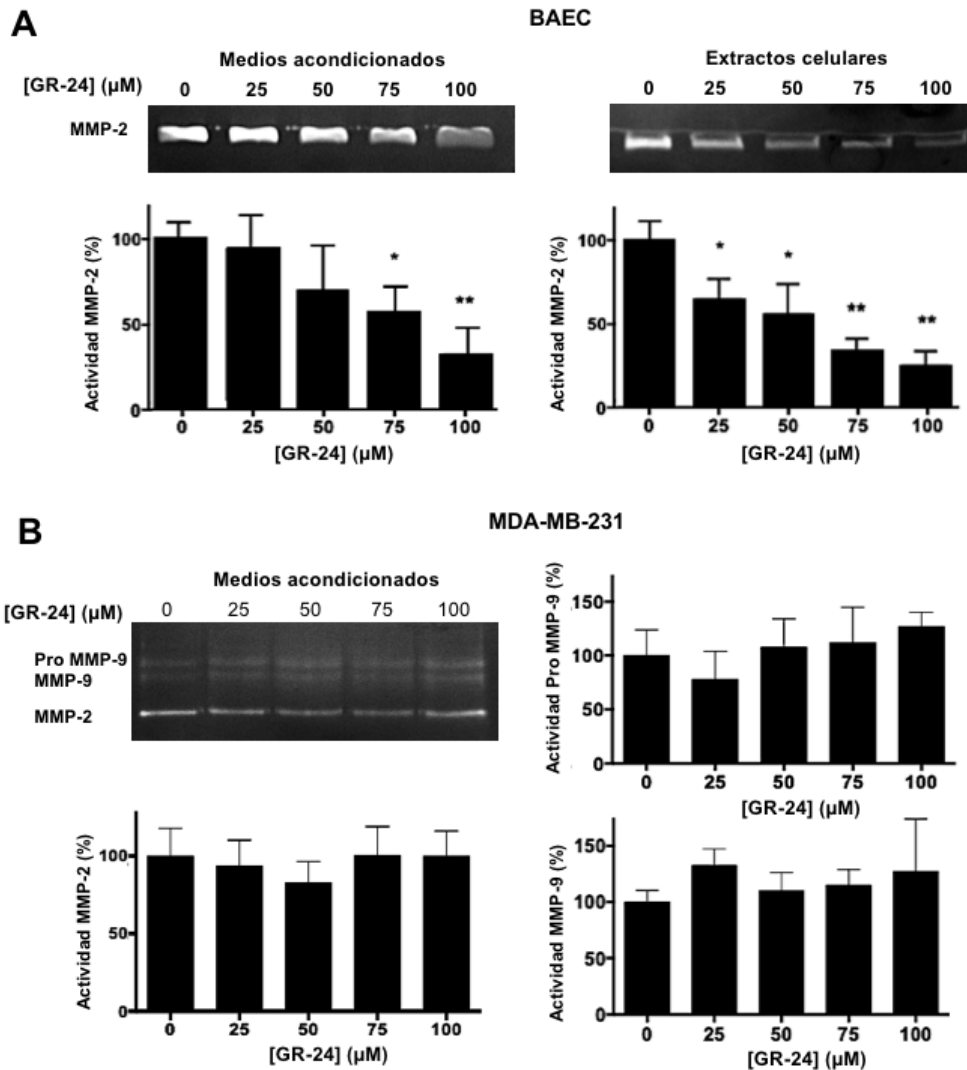 A
BAEC
Medios acondicionados
[GR-24] (µM) 0 25 50 75 100
MMP-2
Extractos celulares
0 25 50 75 100
Actividad MMP-2 (%)
100
50
0
* **
0 25 50 75 100
[GR-24] (µM)
Actividad MMP-2 (%)
100
50
0
* * ** **
0 25 50 75 100
[GR-24] (µM)
B
MDA-MB-231
Medios acondicionados
[GR-24] (µM) 0 25 50 75 100
Pro MMP-9
MMP-9
MMP-2
Actividad Pro MMP-9 (%)
150
100
50
0
0 25 50 75 100
[GR-24] (µM)
Actividad MMP-2 (%)
100
50
0
0 25 50 75 100
[GR-24] (µM)
Actividad MMP-9 (%)
150
100
50
0
0 25 50 75 100
[GR-24] (µM)